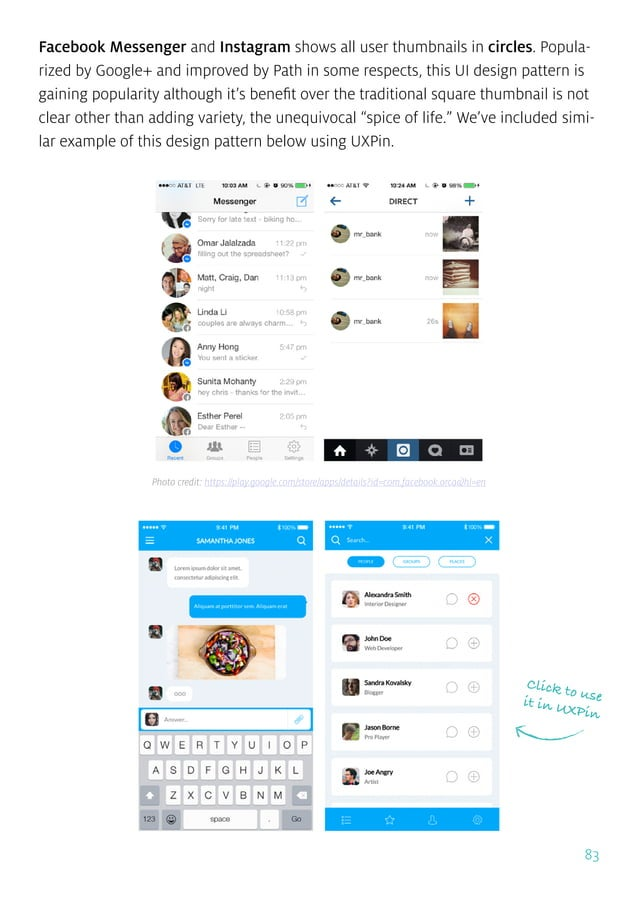 Facebook Messenger and Instagram shows all user thumbnails in circles. Popula-
rized by Google+ and improved by Path in some respects, this UI design pattern is
gaining popularity although it's benefit over the traditional square thumbnail is not
clear other than adding variety, the unequivocal “spice of life.” We've included simi-
lar example of this design pattern below using UXPin.
AT&T LTE 10:03 AM 90%
Messenger
Sorry for late text - biking ho...
Omar Jalalzada 11:22 pm
filling out the spreadsheet?
Matt, Craig, Dan 11:13 pm
night
Linda Li 10:58 pm
couples are always charm...
Anny Hong 5:47 pm
You sent a sticker.
Sunita Mohanty 2:29 pm
hey chris - thanks for the invit...
Esther Perel 2:05 pm
Dear Esther --
Recent Groups People Settings
AT&T 10:24 AM 98%
DIRECT
mr_bank now
mr_bank now
mr_bank 26s
Photo credit: https://play.google.com/store/apps/details?id=com.facebook.orca&hl=en
9:41 PM 100%
SAMANTHA JONES
Lorem ipsum dolor sit amet,
consectetur adipiscing elit.
Aliquam at porttitor sem. Aliquam erat
Answer...
Q W E R T Y U I O P
A S D F G H J K L
Z X C V B N M
123 space . Go
9:41 PM 100%
Search...
PEOPLE GROUPS PLACES
Alexandra Smith
Interior Designer
John Doe
Web Developer
Sandra Kovalsky
Blogger
Jason Borne
Pro Player
Joe Angry
Artist
Click to use
it in UXPin
83